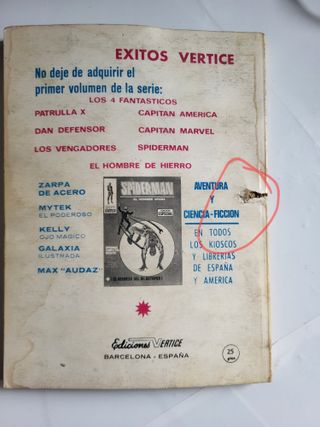 EXITOS VERTICE
No deje de adquirir el
primer volumen de la serie:
LOS 4 FANTASTICOS
PATRULLA X CAPITAN AMERICA
DAN DEFENSOR CAPITAN MARVEL
LOS VENGADORES SPIDERMAN
EL HOMBRE DE HIERRO
ZARPA
DE ACERO
MYTEK
EL PODEROSO
KELLY
OJO MAGICO
GALAXIA
ILUSTRADA
MAX "AUDAZ"
SPIDERMAN
AVENTURA
Y
CIENCIA-FICCION
EN TODOS
LOS KIOSCOS
Y LIBRERIAS
DE ESPAÑA
Y AMERICA
Ediciones VERTICE
BARCELONA - ESPAÑA
25
ptas